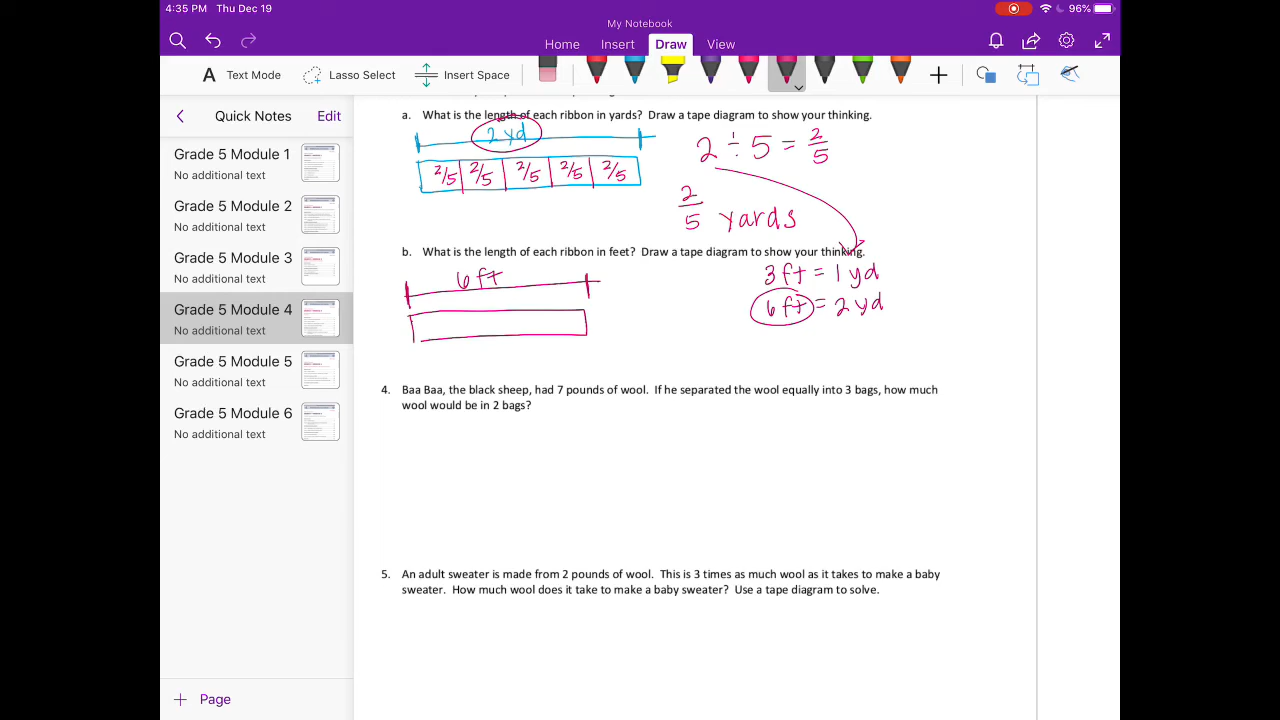 4:35 PM Thu Dec 19
96%
My Notebook
Home Insert Draw View
A Text Mode Lasso Select Insert Space
Quick Notes Edit
Grade 5 Module 1
No additional text
Grade 5 Module 2
No additional text
Grade 5 Module 3
No additional text
Grade 5 Module 4
No additional text
Grade 5 Module 5
No additional text
Grade 5 Module 6
No additional text
Page
a. What is the length of each ribbon in yards? Draw a tape diagram to show your thinking.
2 yd
2/5 2/5 2/5 2/5 2/5
2 ÷ 5 = 2/5
2/5 yards
b. What is the length of each ribbon in feet? Draw a tape diagram to show your thinking.
6 ft
3 ft = 1 yd
6 ft = 2 yd
4. Baa Baa, the black sheep, had 7 pounds of wool. If he separated the wool equally into 3 bags, how much
wool would be in 2 bags?
5. An adult sweater is made from 2 pounds of wool. This is 3 times as much wool as it takes to make a baby
sweater. How much wool does it take to make a baby sweater? Use a tape diagram to solve.